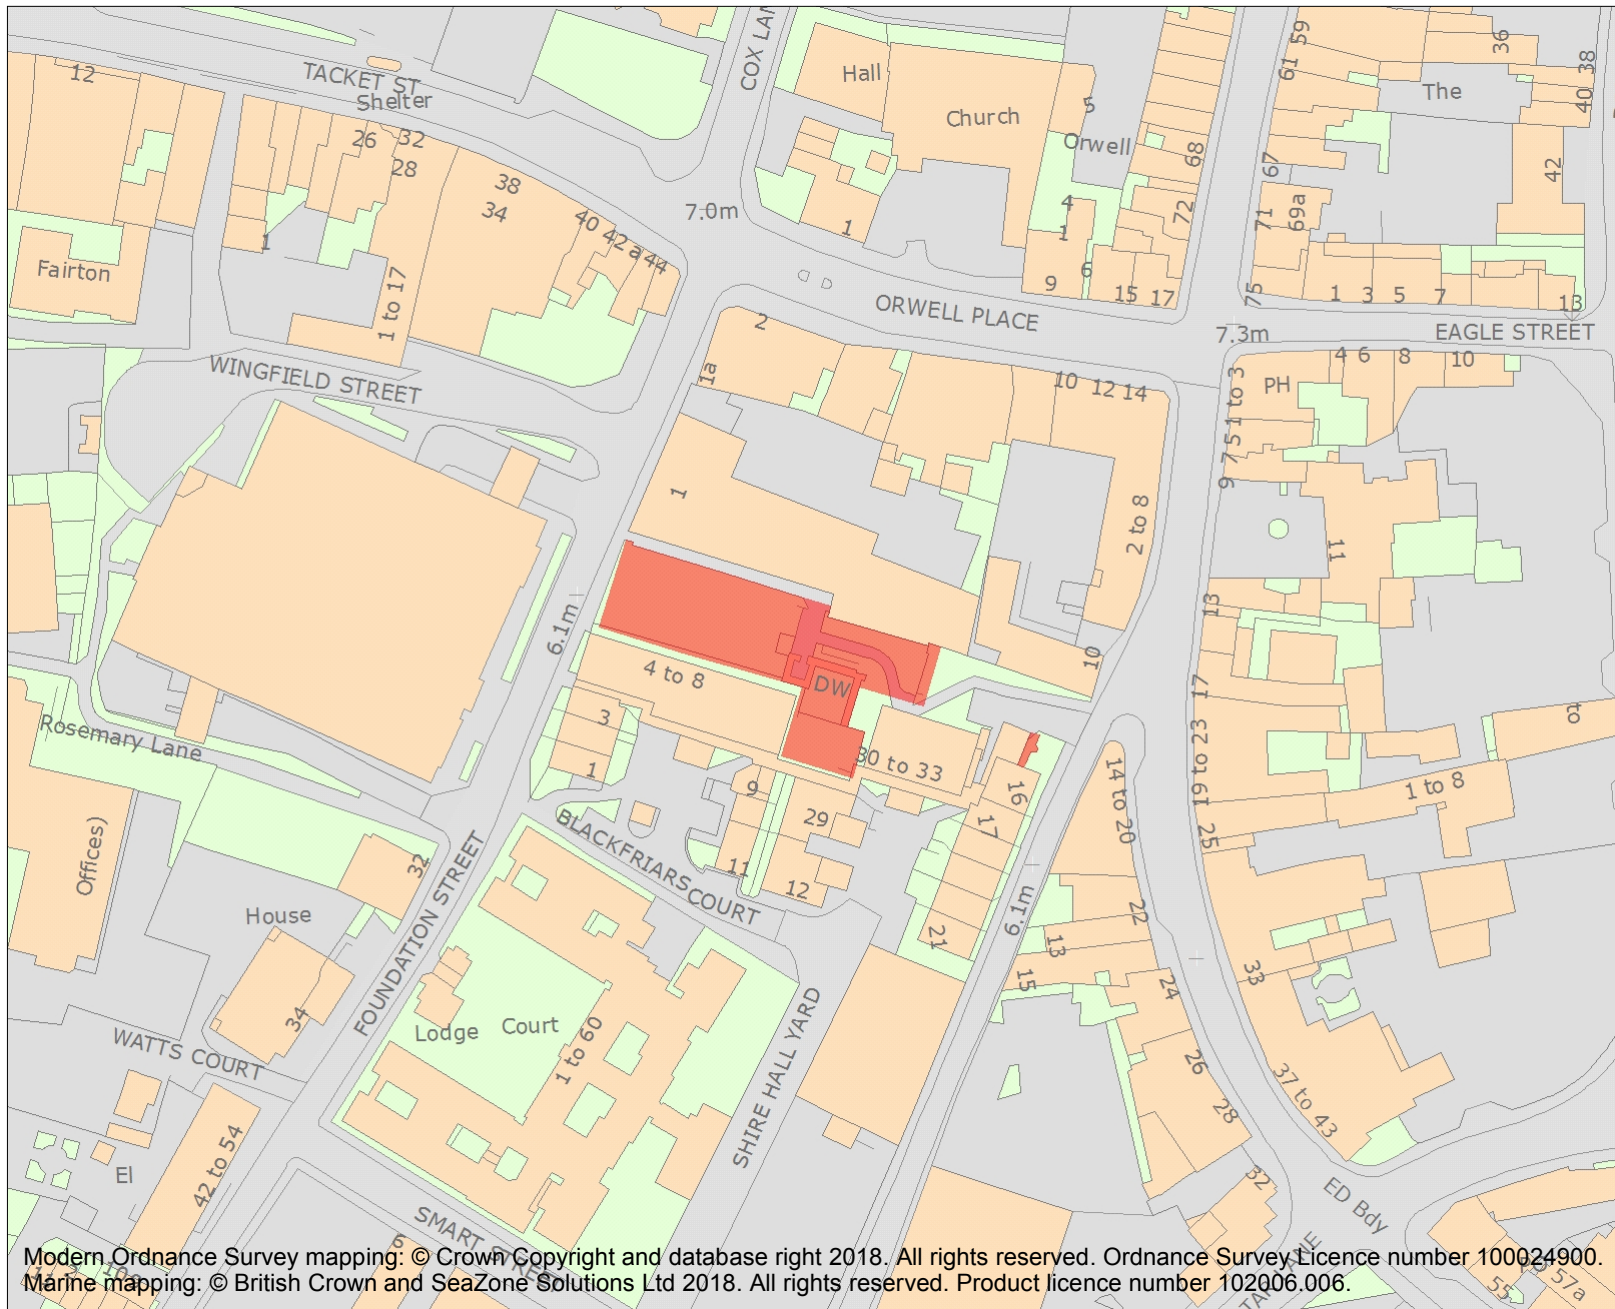 COX LAN
59
36
12
TACKET ST
Shelter
Hall
Church
5
61
The
38
40
26
32
28
Orwell
68
67
42
38
34
7.0m
4
1
72
71
69a
40
42
a
44
1
1
6
Fairton
1 to 17
9
15
17
75
1
3
5
7
13
2
ORWELL PLACE
7.3m
EAGLE STREET
WINGFIELD STREET
1a
10
12
14
PH
4
6
8
10
1 to 3
5
7
9
1
2 to 8
11
6.1m
13
4 to 8
DW
10
17
Rosemary Lane
3
1
30 to 33
19 to 23
to
9
29
16
17
14 to 20
1 to 8
25
BLACKFRIARS COURT
11
12
Offices)
32
House
FOUNDATION STREET
21
6.1m
22
13
15
24
33
34
Lodge
Court
1 to 60
SHIRE HALL YARD
WATTS COURT
26
28
37 to 43
El
42 to 54
32
ED Bdy
SMART STREET
6
55
57a
Modern Ordnance Survey mapping: © Crown Copyright and database right 2018. All rights reserved. Ordnance Survey Licence number 100024900.
Marine mapping: © British Crown and SeaZone Solutions Ltd 2018. All rights reserved. Product licence number 102006.006.